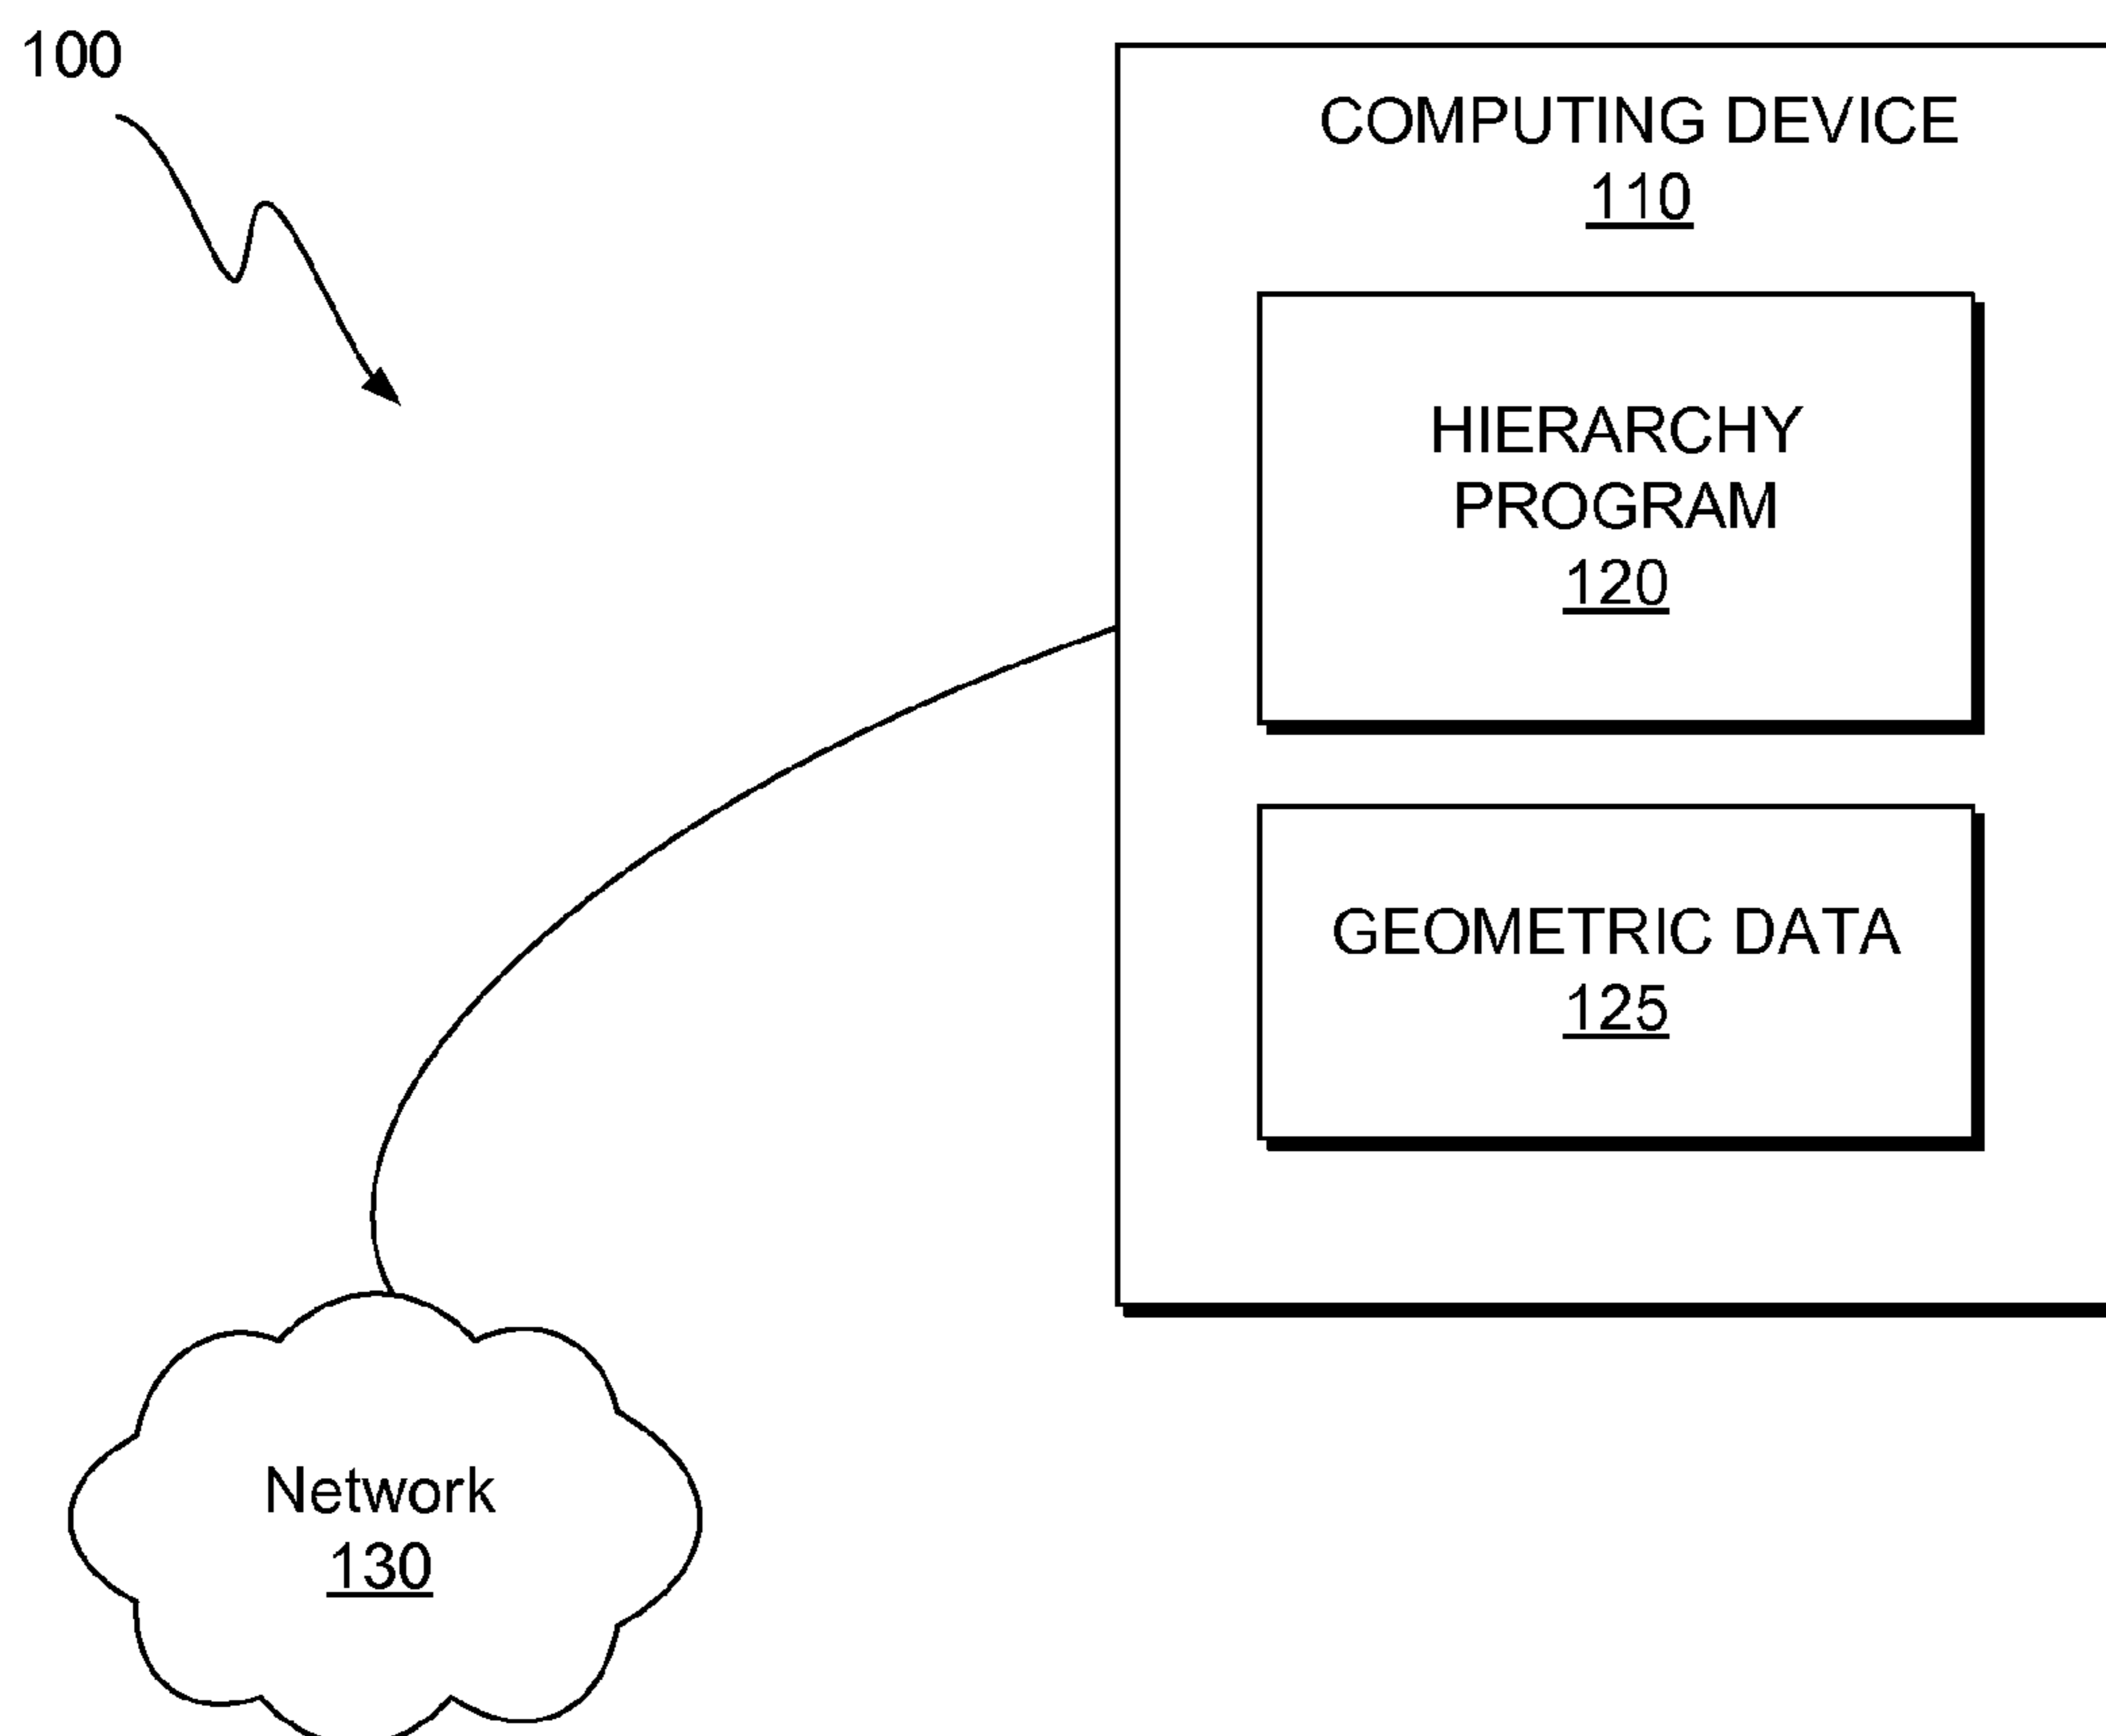 100
COMPUTING DEVICE
110
HIERARCHY
PROGRAM
120
GEOMETRIC DATA
125
Network
130